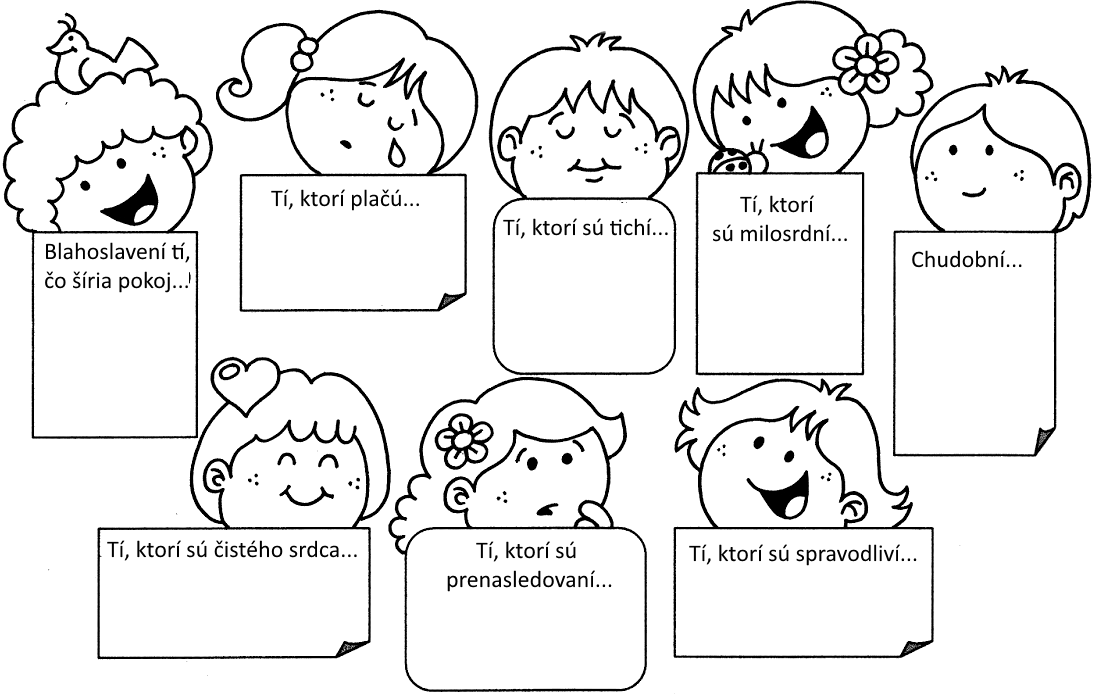 Blahoslavení tí,
čo šíria pokoj...
Tí, ktorí plačú...
Tí, ktorí sú tichí...
Tí, ktorí
sú milosrdní...
Chudobní...
Tí, ktorí sú čistého srdca...
Tí, ktorí sú
prenasledovaní...
Tí, ktorí sú spravodliví...